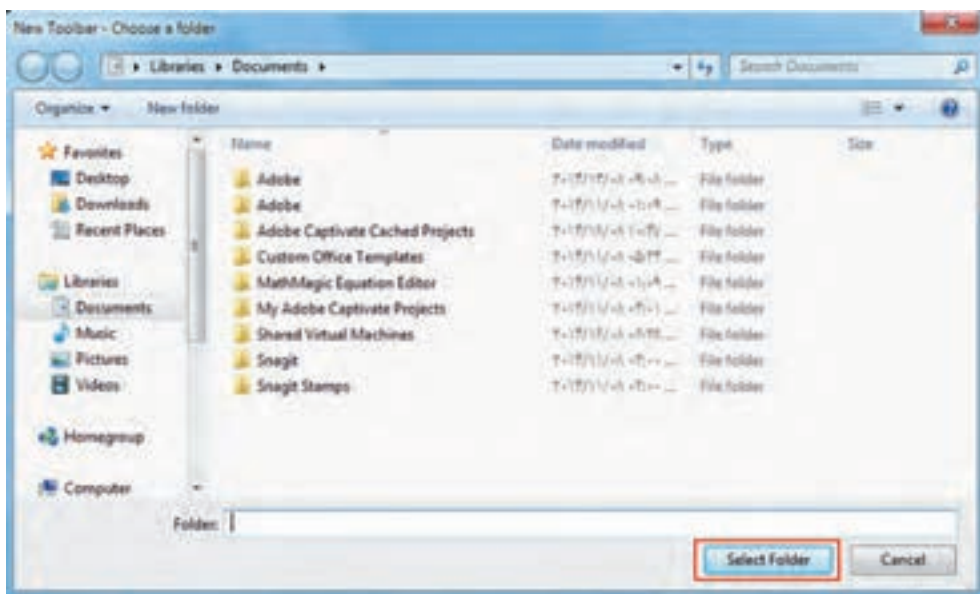 New Toolbar - Choose a folder
Libraries Documents
Search Documents
Organize New folder
Favorites
Desktop
Downloads
Recent Places
Libraries
Documents
Music
Pictures
Videos
Homegroup
Computer
Name Date modified Type Size
Adobe File folder
Adobe File folder
Adobe Captivate Cached Projects File folder
Custom Office Templates File folder
MathMagic Equation Editor File folder
My Adobe Captivate Projects File folder
Shared Virtual Machines File folder
Snagit File folder
Snagit Stamps File folder
Folder:
Select Folder Cancel